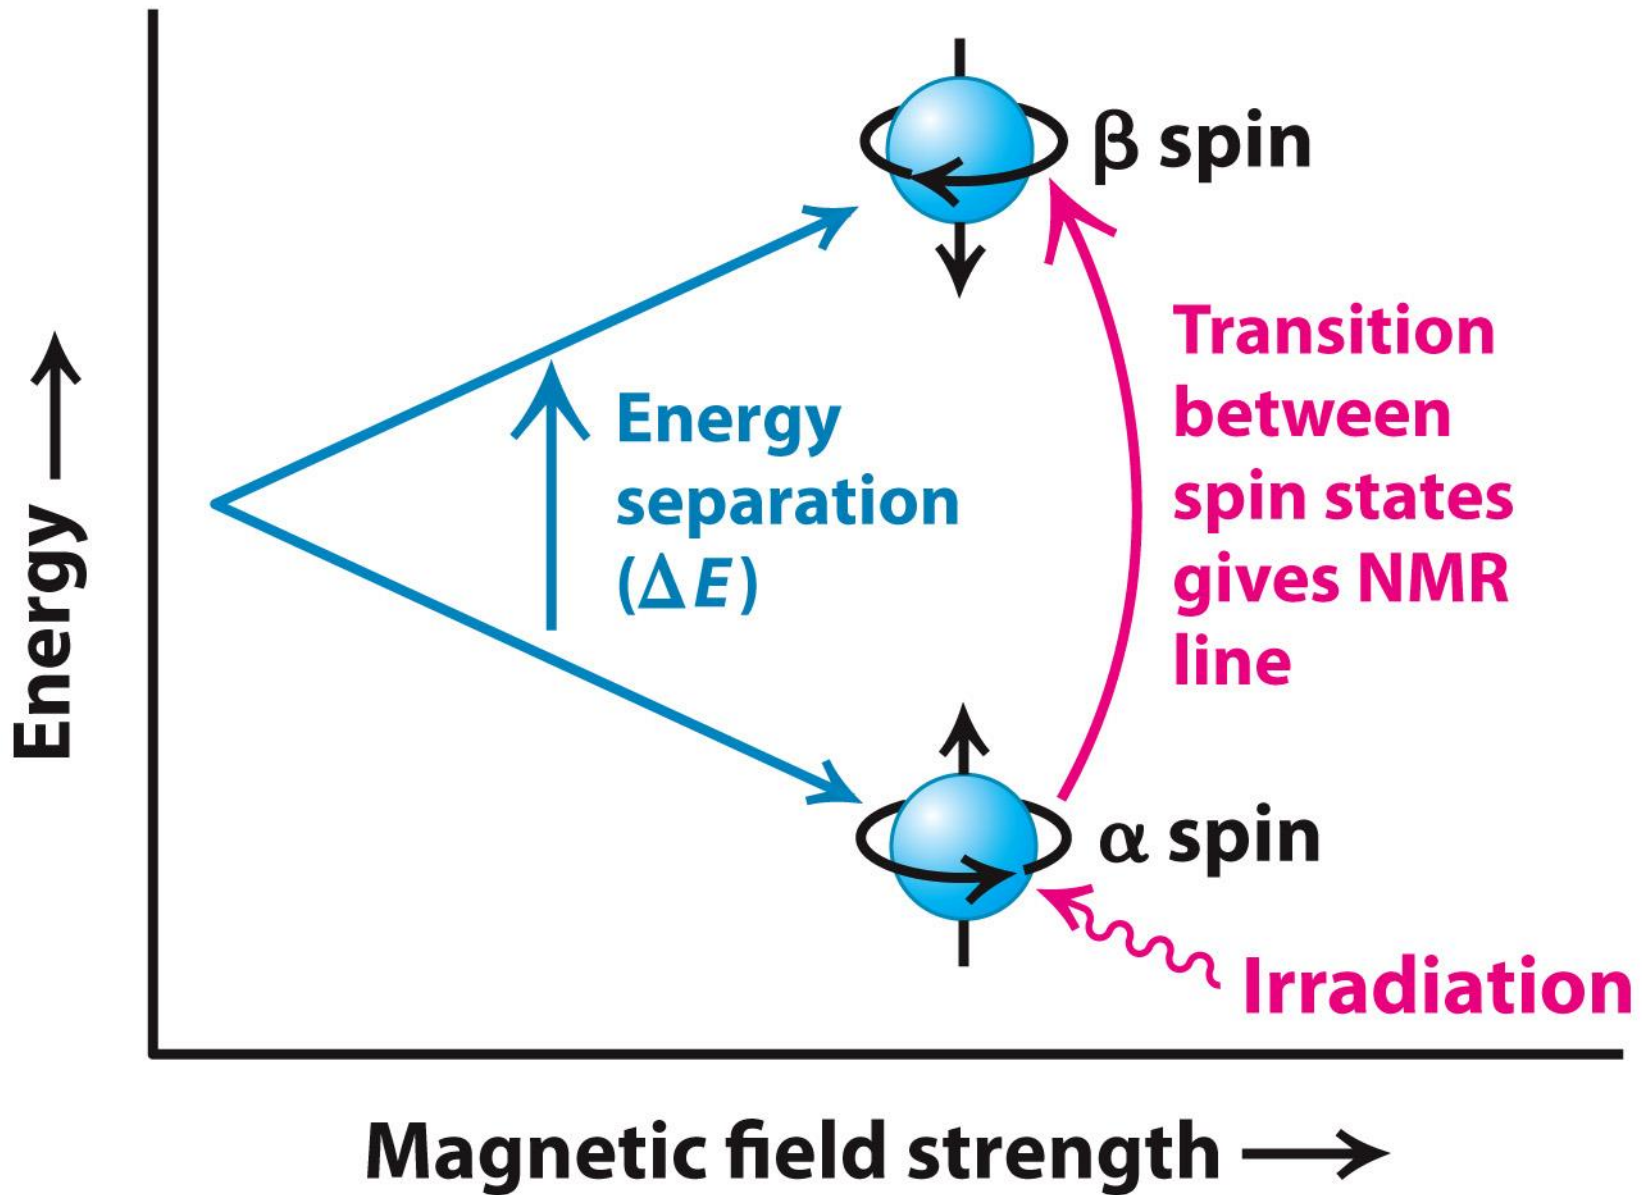 β spin
Energy
separation
(ΔE)
Transition
between
spin states
gives NMR
line
α spin
Irradiation
Energy →
Magnetic field strength →